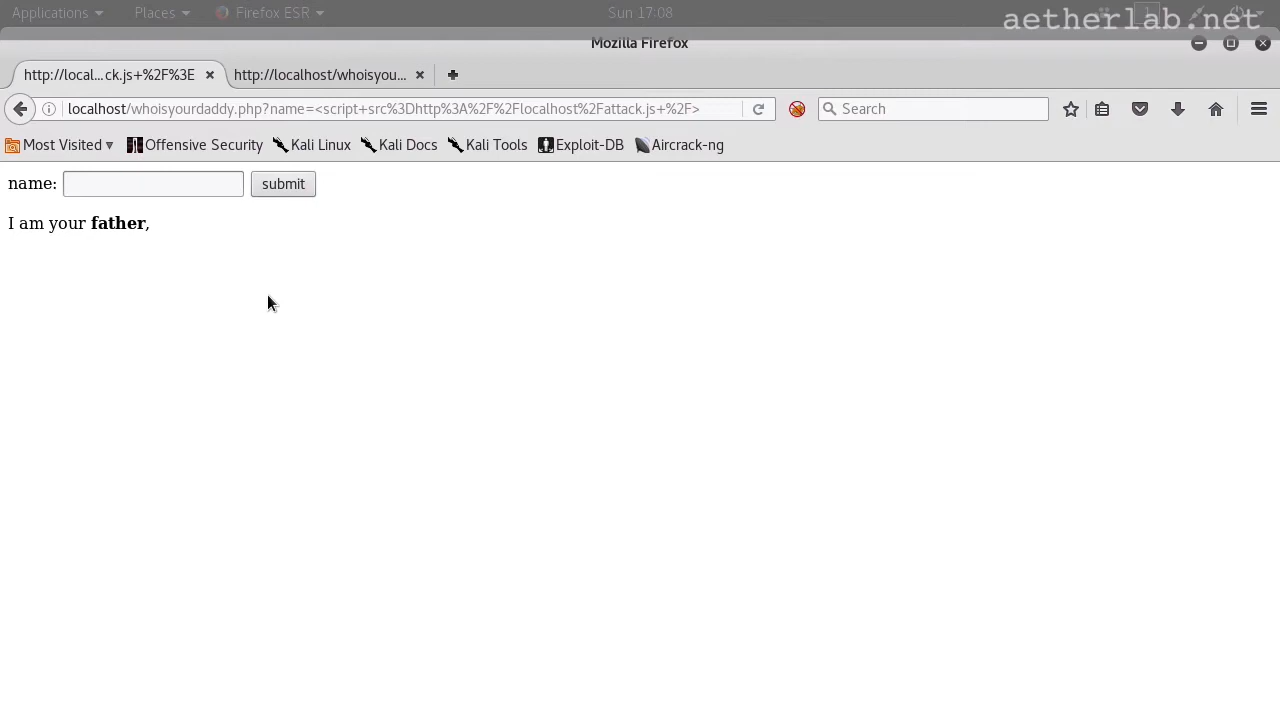 Applications Places Firefox ESR Sun 17:08 1
aetherlab.net
Mozilla Firefox
http://local...ck.js+%2F%3E http://localhost/whoisyou...
localhost/whoisyourdaddy.php?name=<script+src%3Dhttp%3A%2F%2Flocalhost%2Fattack.js+%2F> Search
Most Visited Offensive Security Kali Linux Kali Docs Kali Tools Exploit-DB Aircrack-ng
name: submit
I am your father,